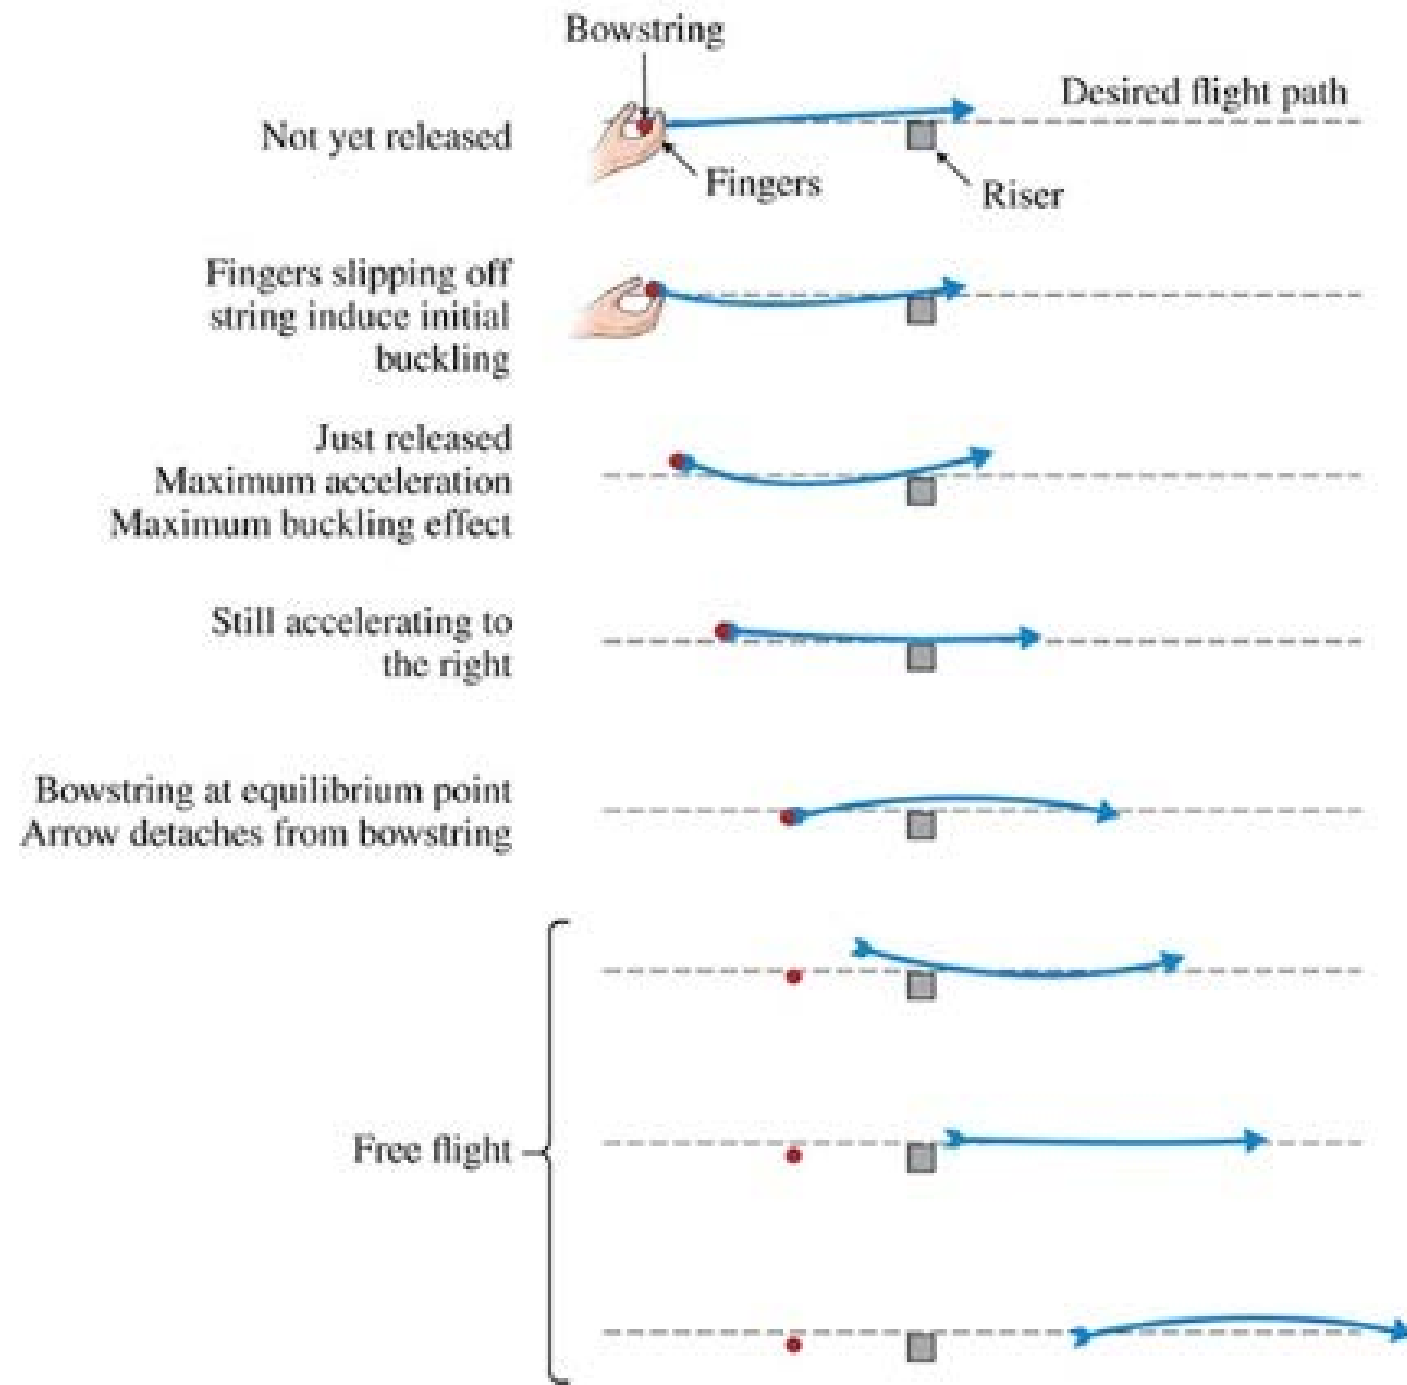 Bowstring
Desired flight path
Not yet released
Fingers
Riser
Fingers slipping off
string induce initial
buckling
Just released
Maximum acceleration
Maximum buckling effect
Still accelerating to
the right
Bowstring at equilibrium point
Arrow detaches from bowstring
Free flight